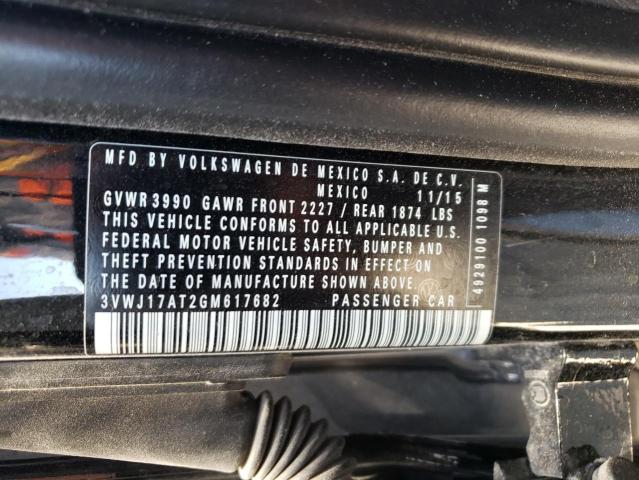 MFD BY VOLKSWAGEN DE MEXICO S.A. DE C.V.
MEXICO 11/15
GVWR 3990 GAWR FRONT 2227 / REAR 1874 LBS
THIS VEHICLE CONFORMS TO ALL APPLICABLE U.S.
FEDERAL MOTOR VEHICLE SAFETY, BUMPER AND
THEFT PREVENTION STANDARDS IN EFFECT ON
THE DATE OF MANUFACTURE SHOWN ABOVE.
3VWJ17AT2GM617682 PASSENGER CAR
4929100 1098 M